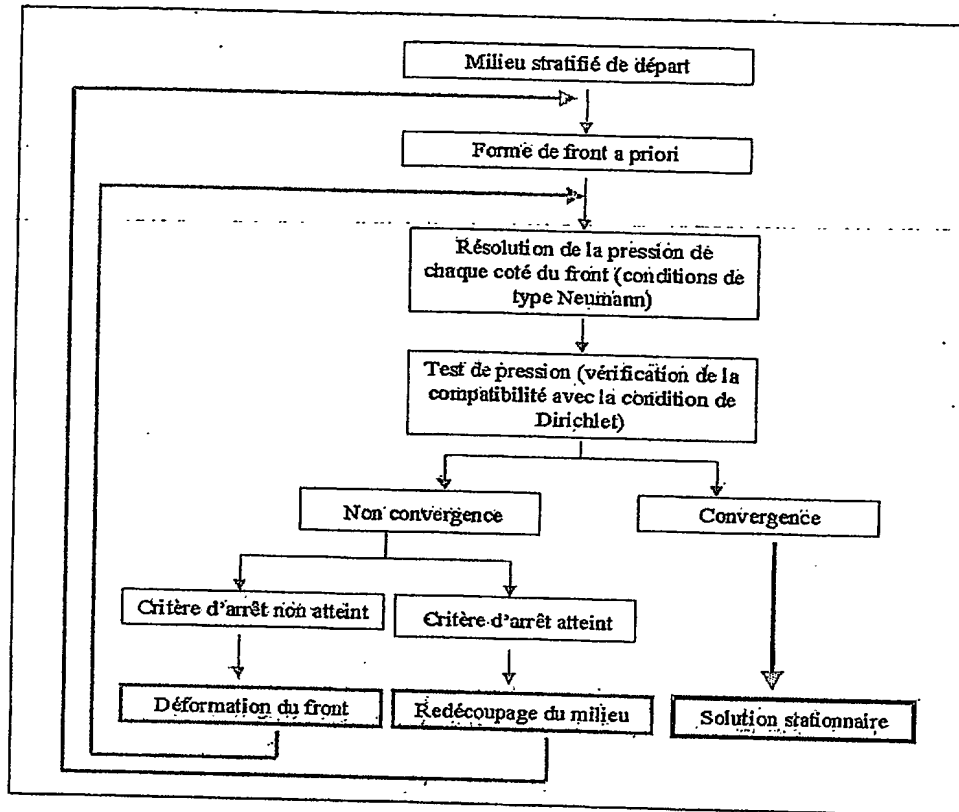 Milieu stratifié de départ
Forme de front a priori
Résolution de la pression de
chaque coté du front (conditions de
type Neumann)
Test de pression (vérification de la
compatibilité avec la condition de
Dirichlet)
Non convergence
Convergence
Critère d'arrêt non atteint
Critère d'arrêt atteint
Déformation du front
Redécoupage du milieu
Solution stationnaire